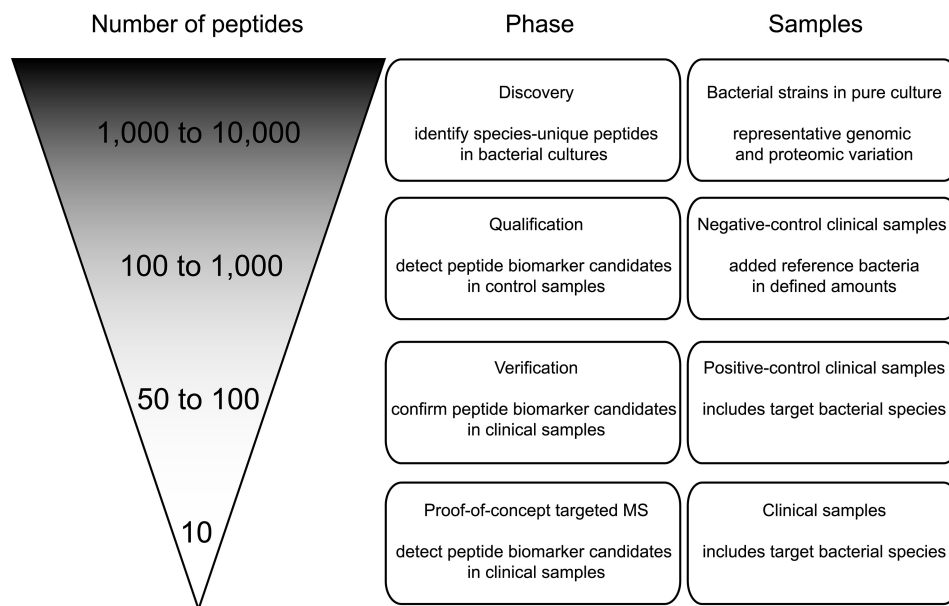 Number of peptides
Phase
Samples
1,000 to 10,000
Discovery
identify species-unique peptides
in bacterial cultures
Bacterial strains in pure culture
representative genomic
and proteomic variation
100 to 1,000
Qualification
detect peptide biomarker candidates
in control samples
Negative-control clinical samples
added reference bacteria
in defined amounts
50 to 100
Verification
confirm peptide biomarker candidates
in clinical samples
Positive-control clinical samples
includes target bacterial species
10
Proof-of-concept targeted MS
detect peptide biomarker candidates
in clinical samples
Clinical samples
includes target bacterial species